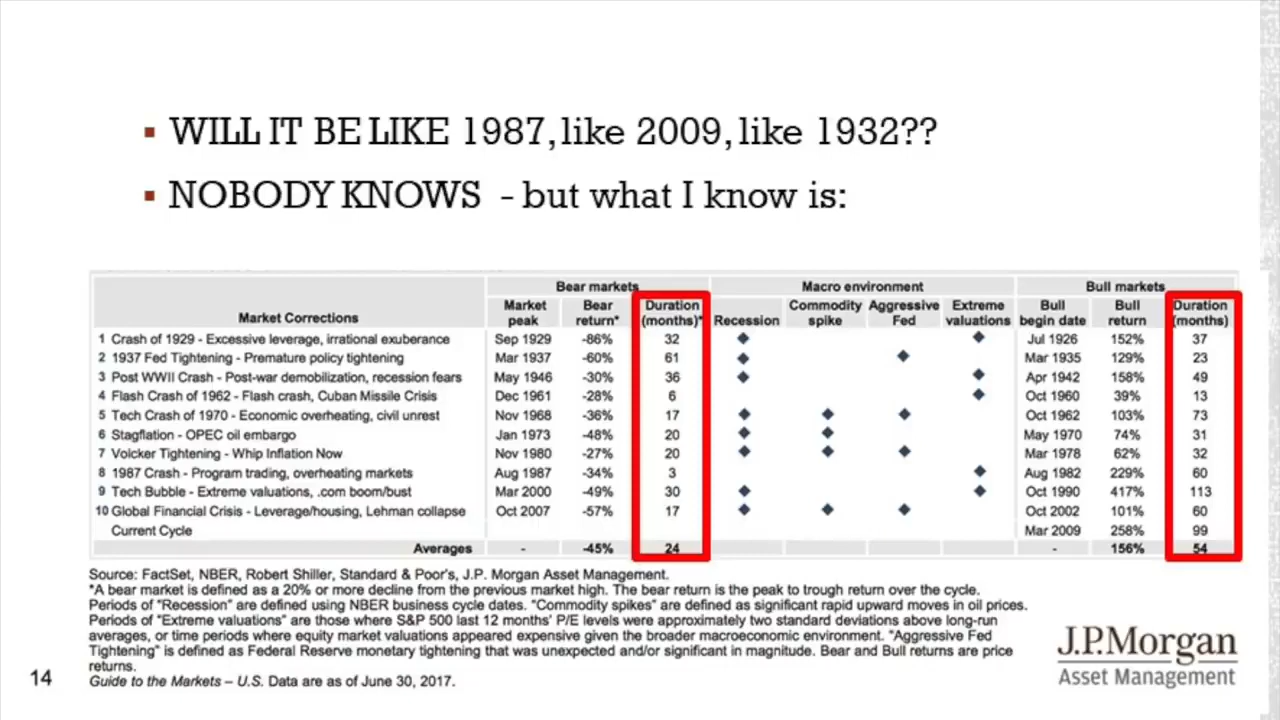 ▪ WILL IT BE LIKE 1987, like 2009, like 1932??
▪ NOBODY KNOWS - but what I know is:
Bear markets Macro environment Bull markets
Market Corrections Market peak Bear return* Duration (months)* Recession Commodity spike Aggressive Fed Extreme valuations Bull begin date Bull return Duration (months)
1 Crash of 1929 - Excessive leverage, irrational exuberance Sep 1929 -86% 32 ◆ ◆ Jul 1926 152% 37
2 1937 Fed Tightening - Premature policy tightening Mar 1937 -60% 61 ◆ ◆ Mar 1935 129% 23
3 Post WWII Crash - Post-war demobilization, recession fears May 1946 -30% 36 ◆ ◆ Apr 1942 158% 49
4 Flash Crash of 1962 - Flash crash, Cuban Missile Crisis Dec 1961 -28% 6 ◆ Oct 1960 39% 13
5 Tech Crash of 1970 - Economic overheating, civil unrest Nov 1968 -36% 17 ◆ ◆ ◆ Oct 1962 103% 73
6 Stagflation - OPEC oil embargo Jan 1973 -48% 20 ◆ ◆ May 1970 74% 31
7 Volcker Tightening - Whip Inflation Now Nov 1980 -27% 20 ◆ ◆ ◆ Mar 1978 62% 32
8 1987 Crash - Program trading, overheating markets Aug 1987 -34% 3 ◆ Aug 1982 229% 60
9 Tech Bubble - Extreme valuations, .com boom/bust Mar 2000 -49% 30 ◆ ◆ Oct 1990 417% 113
10 Global Financial Crisis - Leverage/housing, Lehman collapse Oct 2007 -57% 17 ◆ ◆ ◆ Oct 2002 101% 60
Current Cycle Mar 2009 258% 99
Averages - -45% 24 - 156% 54
Source: FactSet, NBER, Robert Shiller, Standard & Poor's, J.P. Morgan Asset Management.
*A bear market is defined as a 20% or more decline from the previous market high. The bear return is the peak to trough return over the cycle.
Periods of "Recession" are defined using NBER business cycle dates. "Commodity spikes" are defined as significant rapid upward moves in oil prices.
Periods of "Extreme valuations" are those where S&P 500 last 12 months' P/E levels were approximately two standard deviations above long-run
averages, or time periods where equity market valuations appeared expensive given the broader macroeconomic environment. "Aggressive Fed
Tightening" is defined as Federal Reserve monetary tightening that was unexpected and/or significant in magnitude. Bear and Bull returns are price
returns.
Guide to the Markets – U.S. Data are as of June 30, 2017.
J.P.Morgan
Asset Management
14